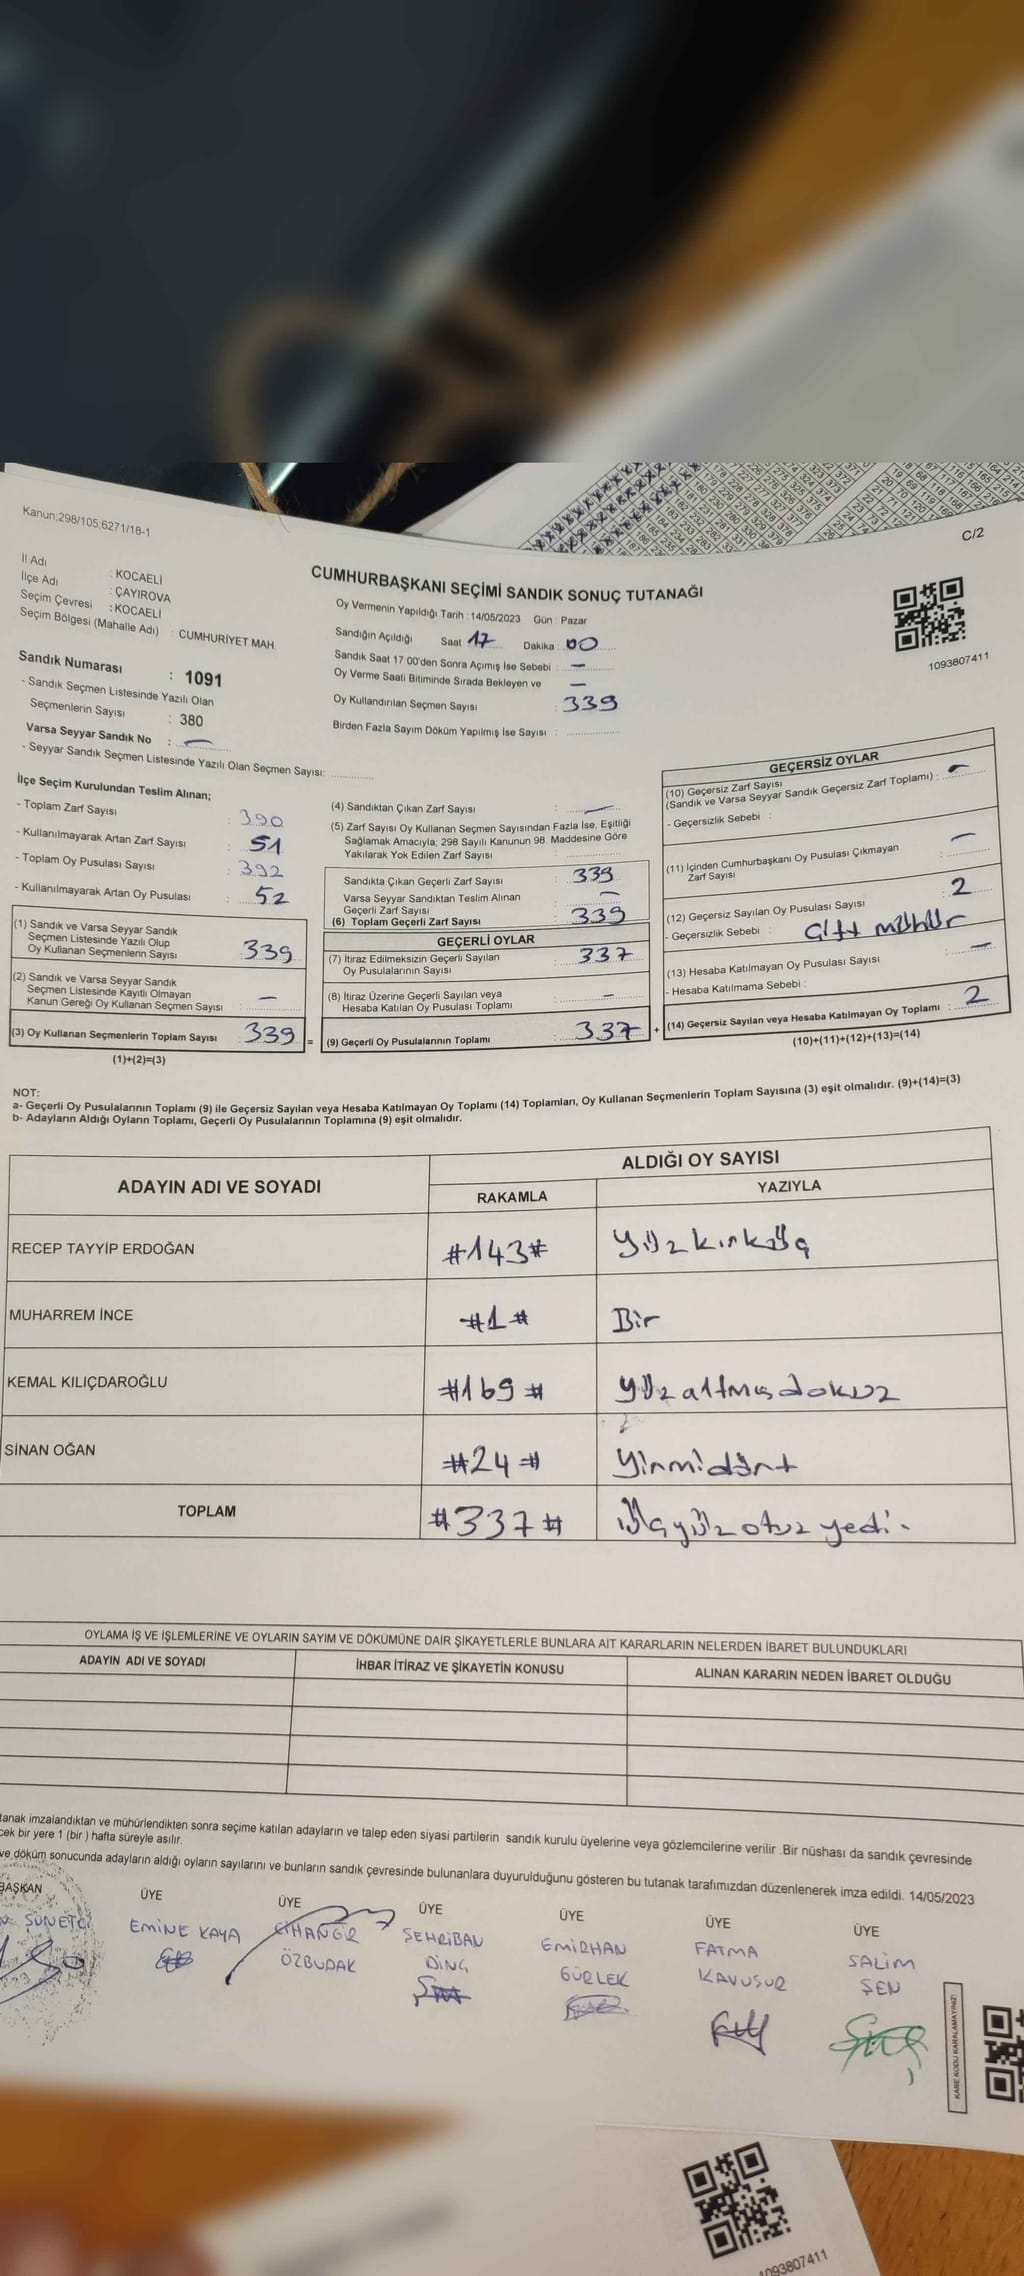 Kanun;298/105;6271/18-1
C/2
İl Adı : KOCAELİ
İlçe Adı : ÇAYIROVA
Seçim Çevresi : KOCAELİ
Seçim Bölgesi (Mahalle Adı) : CUMHURİYET MAH.
Sandık Numarası : 1091
- Sandık Seçmen Listesinde Yazılı Olan
Seçmenlerin Sayısı : 380
Varsa Seyyar Sandık No : —
- Seyyar Sandık Seçmen Listesinde Yazılı Olan Seçmen Sayısı:
CUMHURBAŞKANI SEÇİMİ SANDIK SONUÇ TUTANAĞI
Oy Vermenin Yapıldığı Tarih : 14/05/2023 Gün : Pazar
Sandığın Açıldığı Saat 17 Dakika : 00
Sandık Saat 17 00'den Sonra Açımış İse Sebebi : —
Oy Verme Saati Bitiminde Sırada Bekleyen ve —
Oy Kullandırılan Seçmen Sayısı : 339
Birden Fazla Sayım Döküm Yapılmış İse Sayısı :
1093807411
İlçe Seçim Kurulundan Teslim Alınan;
- Toplam Zarf Sayısı : 390
- Kullanılmayarak Artan Zarf Sayısı : 51
- Toplam Oy Pusulası Sayısı : 392
- Kullanılmayarak Artan Oy Pusulası : 52
(1) Sandık ve Varsa Seyyar Sandık
Seçmen Listesinde Yazılı Olup
Oy Kullanan Seçmenlerin Sayısı : 339
(2) Sandık ve Varsa Seyyar Sandık
Seçmen Listesinde Kayıtlı Olmayan
Kanun Gereği Oy Kullanan Seçmen Sayısı : —
(3) Oy Kullanan Seçmenlerin Toplam Sayısı : 339 =
(1)+(2)=(3)
(4) Sandıktan Çıkan Zarf Sayısı : —
(5) Zarf Sayısı Oy Kullanan Seçmen Sayısından Fazla İse, Eşitliği
Sağlamak Amacıyla; 298 Sayılı Kanunun 98. Maddesine Göre
Yakılarak Yok Edilen Zarf Sayısı :
Sandıkta Çıkan Geçerli Zarf Sayısı : 339
Varsa Seyyar Sandıktan Teslim Alınan
Geçerli Zarf Sayısı : —
(6) Toplam Geçerli Zarf Sayısı : 339
GEÇERLİ OYLAR
(7) İtiraz Edilmeksizin Geçerli Sayılan
Oy Pusulalarının Sayısı : 337
(8) İtiraz Üzerine Geçerli Sayılan veya
Hesaba Katılan Oy Pusulası Toplamı : —
(9) Geçerli Oy Pusulalarının Toplamı : 337 +
GEÇERSİZ OYLAR
(10) Geçersiz Zarf Sayısı
(Sandık ve Varsa Seyyar Sandık Geçersiz Zarf Toplamı) : —
- Geçersizlik Sebebi :
(11) İçinden Cumhurbaşkanı Oy Pusulası Çıkmayan
Zarf Sayısı : —
(12) Geçersiz Sayılan Oy Pusulası Sayısı : 2
- Geçersizlik Sebebi : Çift mühür
(13) Hesaba Katılmayan Oy Pusulası Sayısı : —
- Hesaba Katılmama Sebebi :
(14) Geçersiz Sayılan veya Hesaba Katılmayan Oy Toplamı : 2
(10)+(11)+(12)+(13)=(14)
NOT:
a- Geçerli Oy Pusulalarının Toplamı (9) ile Geçersiz Sayılan veya Hesaba Katılmayan Oy Toplamı (14) Toplamları, Oy Kullanan Seçmenlerin Toplam Sayısına (3) eşit olmalıdır. (9)+(14)=(3)
b- Adayların Aldığı Oyların Toplamı, Geçerli Oy Pusulalarının Toplamına (9) eşit olmalıdır.
ADAYIN ADI VE SOYADI
ALDIĞI OY SAYISI
RAKAMLA YAZIYLA
RECEP TAYYİP ERDOĞAN #143# Yüzkırküç
MUHARREM İNCE #1# Bir
KEMAL KILIÇDAROĞLU #169# Yüzaltmışdokuz
SİNAN OĞAN #24# Yirmidört
TOPLAM #337# Üçyüzotuzyedi.
OYLAMA İŞ VE İŞLEMLERİNE VE OYLARIN SAYIM VE DÖKÜMÜNE DAİR ŞİKAYETLERLE BUNLARA AİT KARARLARIN NELERDEN İBARET BULUNDUKLARI
ADAYIN ADI VE SOYADI İHBAR İTİRAZ VE ŞİKAYETİN KONUSU ALINAN KARARIN NEDEN İBARET OLDUĞU
tanak imzalandıktan ve mühürlendikten sonra seçime katılan adayların ve talep eden siyasi partilerin sandık kurulu üyelerine veya gözlemcilerine verilir .Bir nüshası da sandık çevresinde
cek bir yere 1 (bir ) hafta süreyle asılır.
ve döküm sonucunda adayların aldığı oyların sayılarını ve bunların sandık çevresinde bulunanlara duyurulduğunu gösteren bu tutanak tarafımızdan düzenlenerek imza edildi. 14/05/2023
BAŞKAN ÜYE ÜYE ÜYE ÜYE ÜYE ÜYE
SÜNETCİ EMİNE KAYA CİHANGİR ŞEHRİBAN EMİRHAN FATMA SALİM
ÖZBUDAK DİNÇ GÜRLEK KAVUŞUR ŞEN
KARE KODU KARALAMAYINIZ!
1093807411